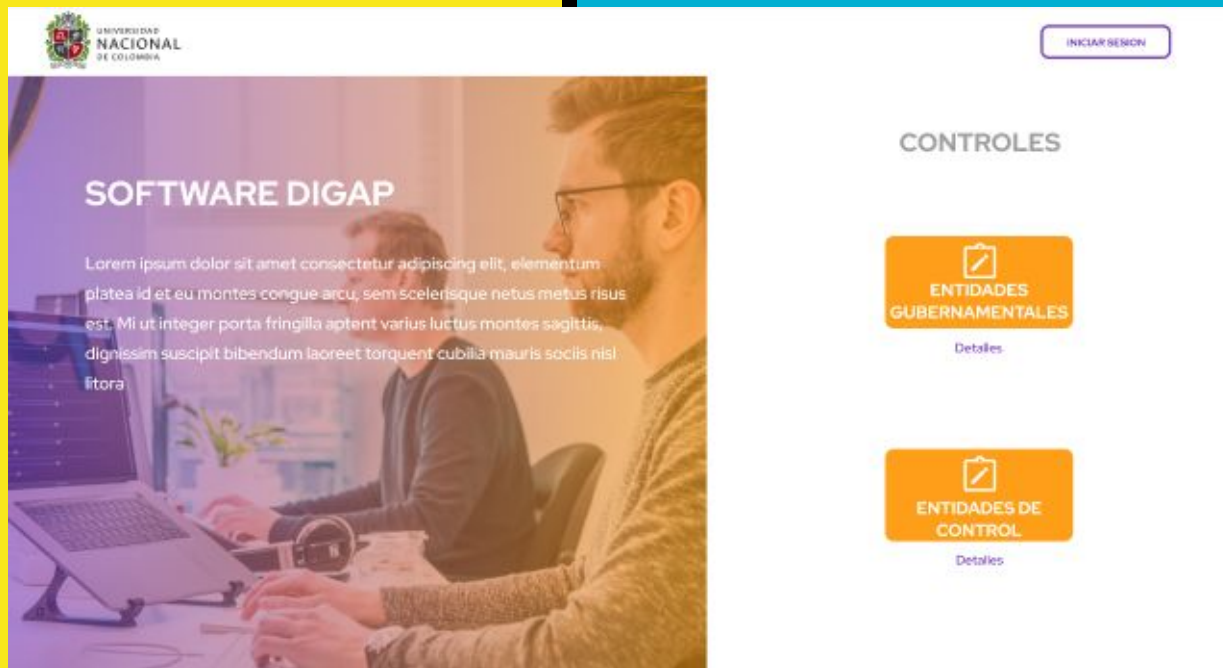 UNIVERSIDAD
NACIONAL
DE COLOMBIA
INICIAR SESION
SOFTWARE DIGAP
Lorem ipsum dolor sit amet consectetur adipiscing elit, elementum
platea id et eu montes congue arcu, sem scelerisque netus metus risus
est. Mi ut integer porta fringilla aptent varius luctus montes sagittis,
dignissim suscipit bibendum laoreet torquent cubilia mauris sociis nisl
litora
CONTROLES
ENTIDADES
GUBERNAMENTALES
Detalles
ENTIDADES DE
CONTROL
Detalles